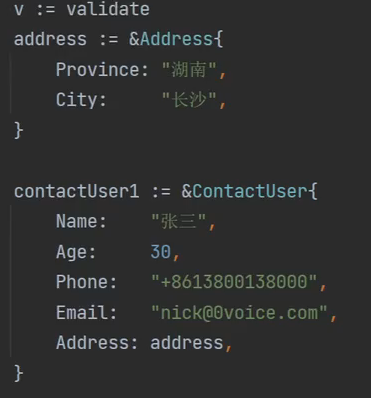 v := validate
address := &Address{
    Province: "湖南",
    City:     "长沙",
}
contactUser1 := &ContactUser{
    Name:    "张三",
    Age:     30,
    Phone:   "+8613800138000",
    Email:   "nick@0voice.com",
    Address: address,
}